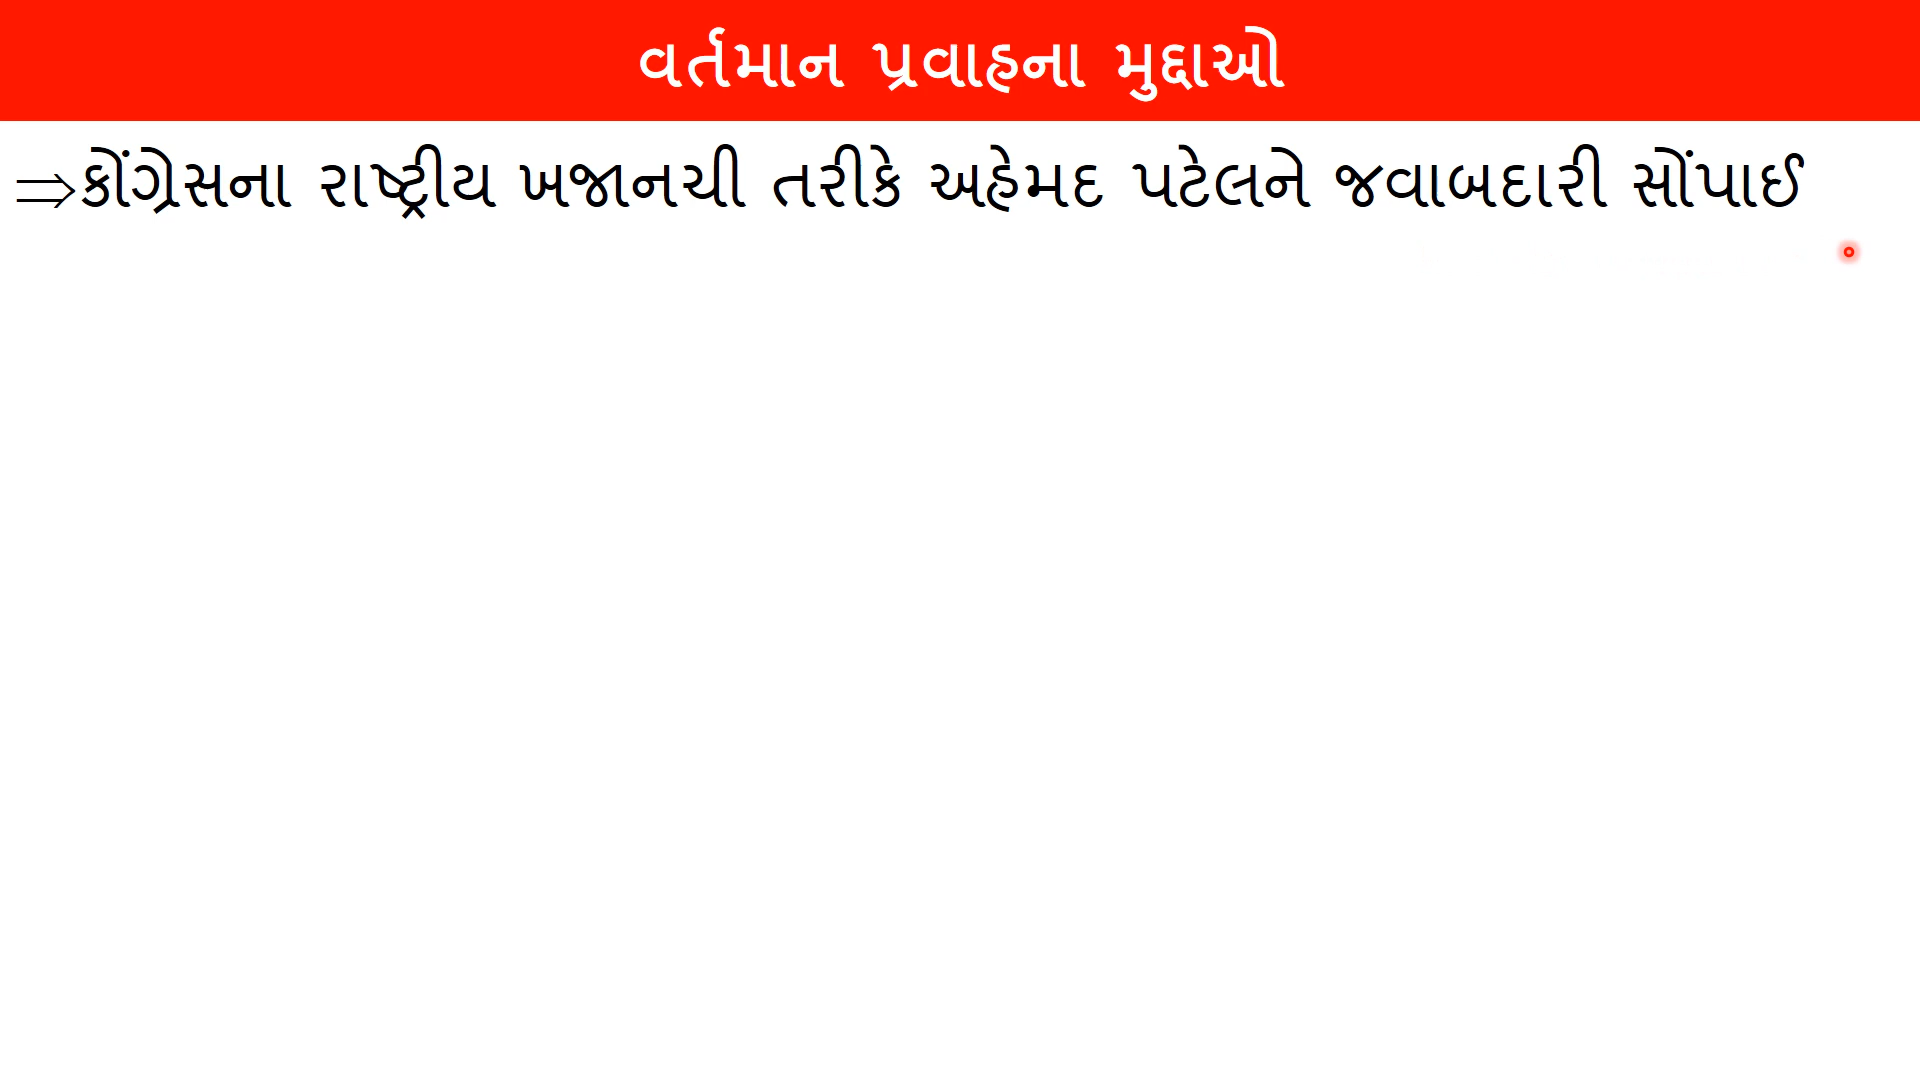 વર્તમાન પ્રવાહના મુદ્દાઓ
⇒કોંગ્રેસના રાષ્ટ્રીય ખજાનચી તરીકે અહેમદ પટેલને જવાબદારી સોંપાઈ